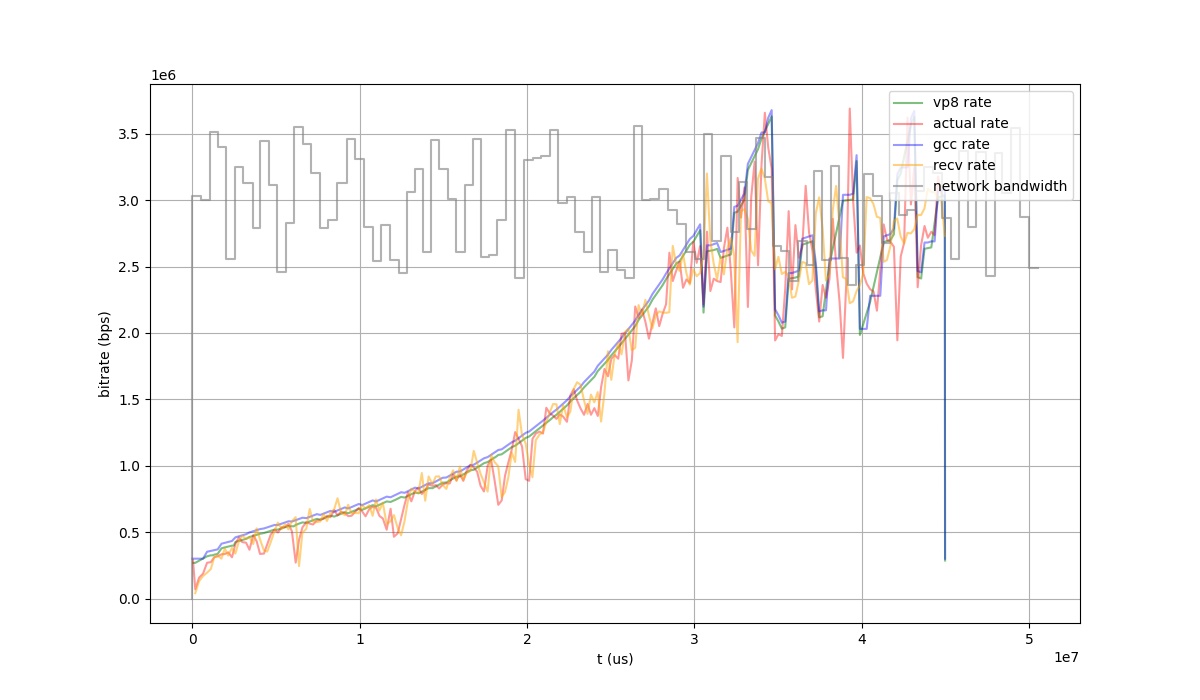 1e6
3.5
3.0
2.5
2.0
1.5
1.0
0.5
0.0
bitrate (bps)
vp8 rate
actual rate
gcc rate
recv rate
network bandwidth
0 1 2 3 4 5
t (us)
1e7